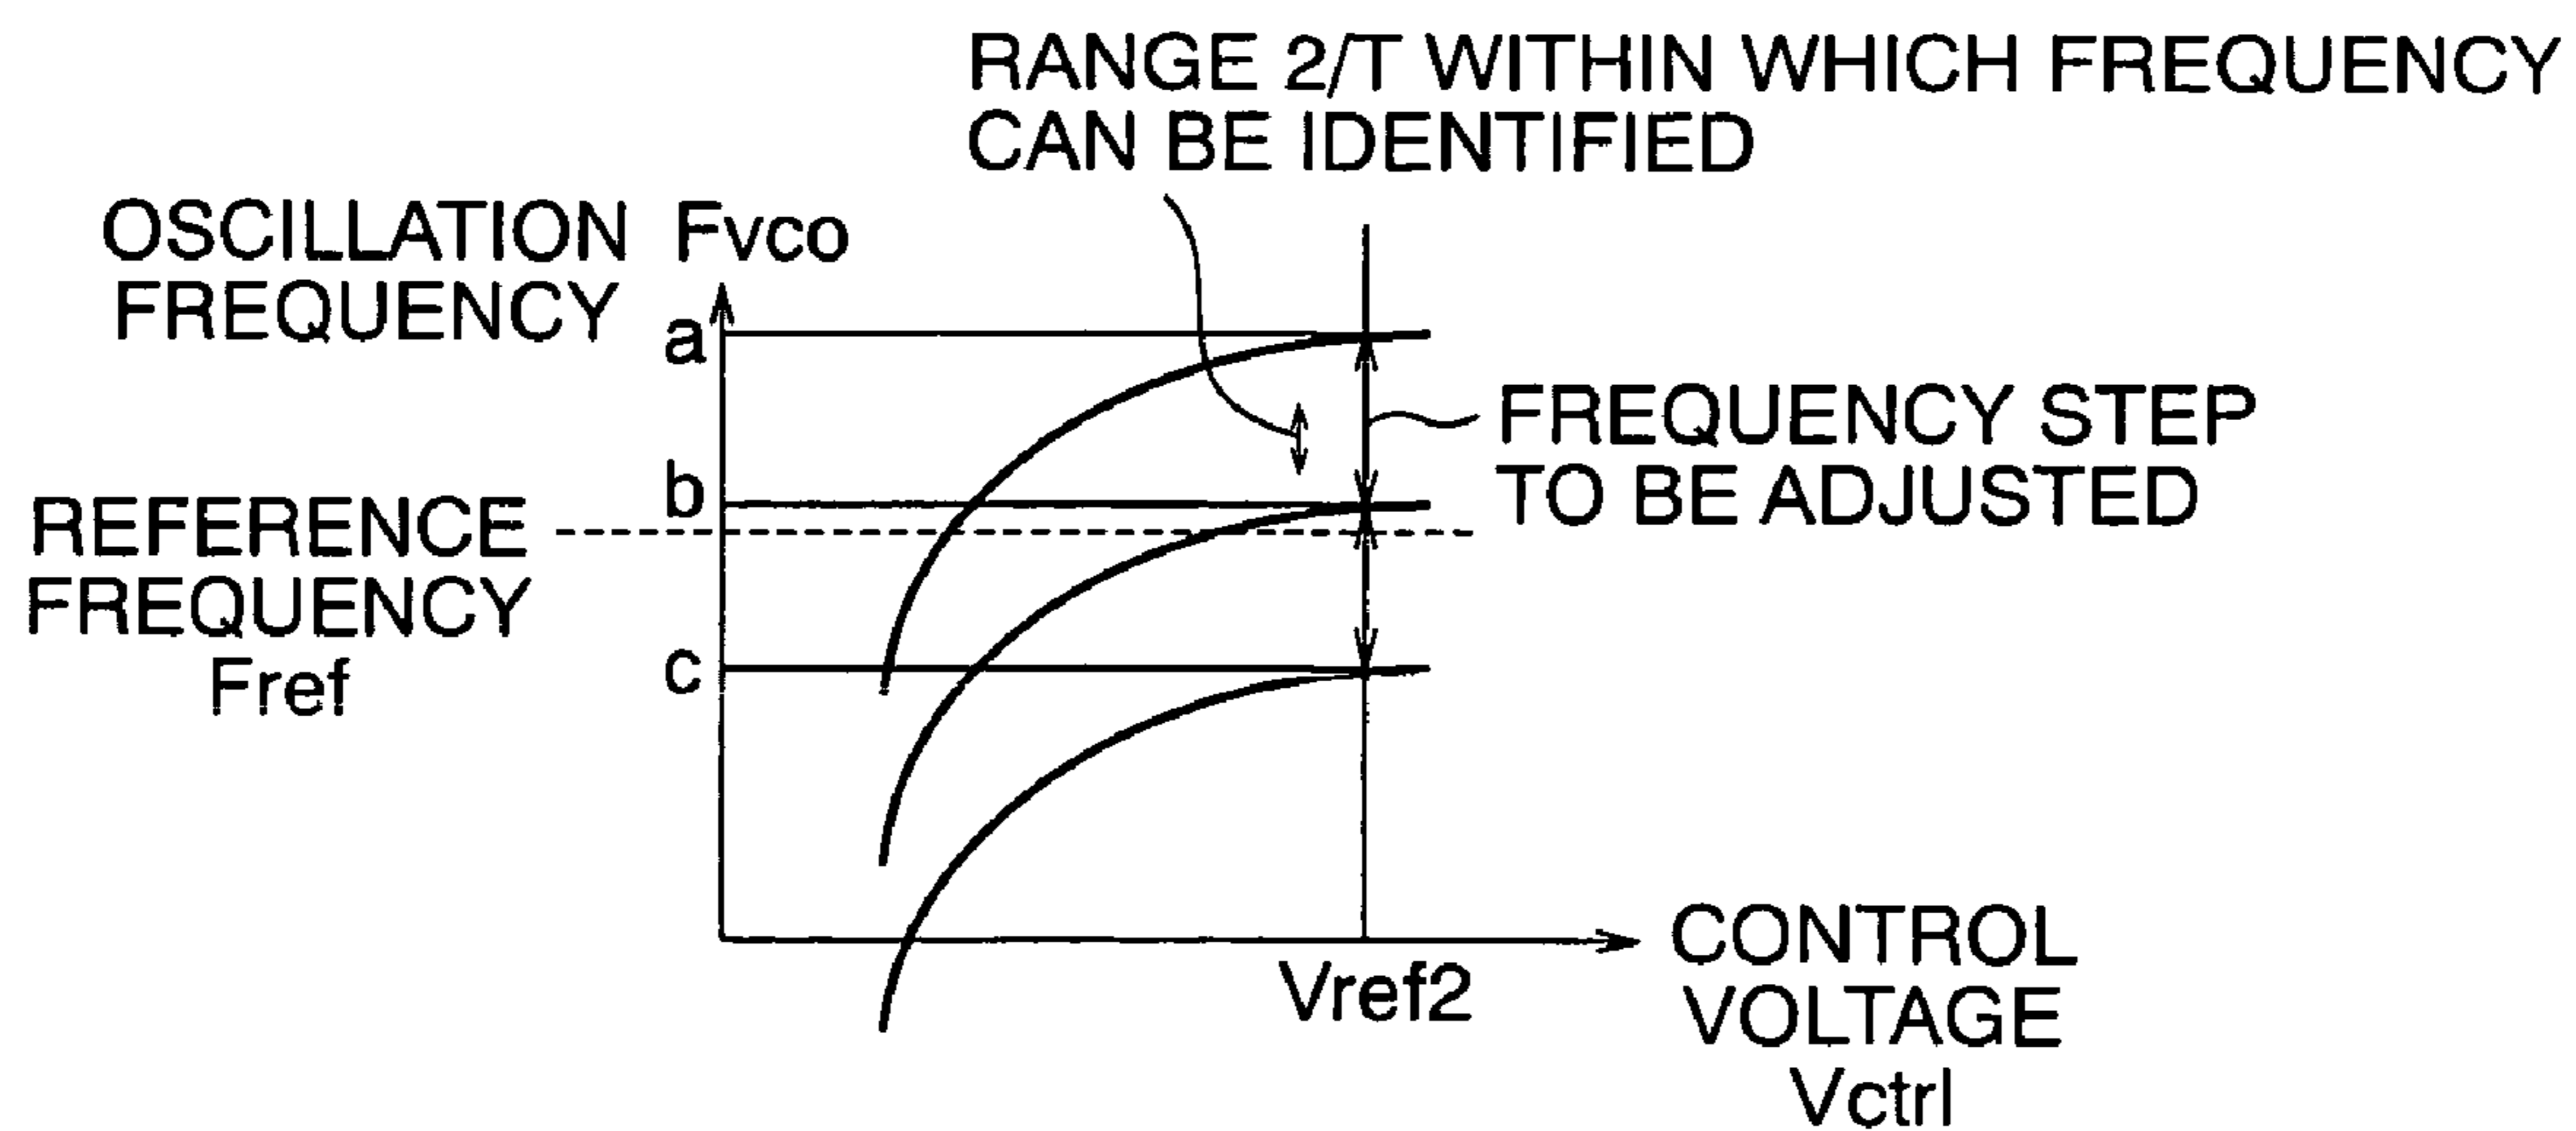 RANGE 2/T WITHIN WHICH FREQUENCY
CAN BE IDENTIFIED
OSCILLATION Fvco
FREQUENCY
a
FREQUENCY STEP
TO BE ADJUSTED
b
REFERENCE
FREQUENCY
Fref
c
Vref2
CONTROL
VOLTAGE
Vctrl